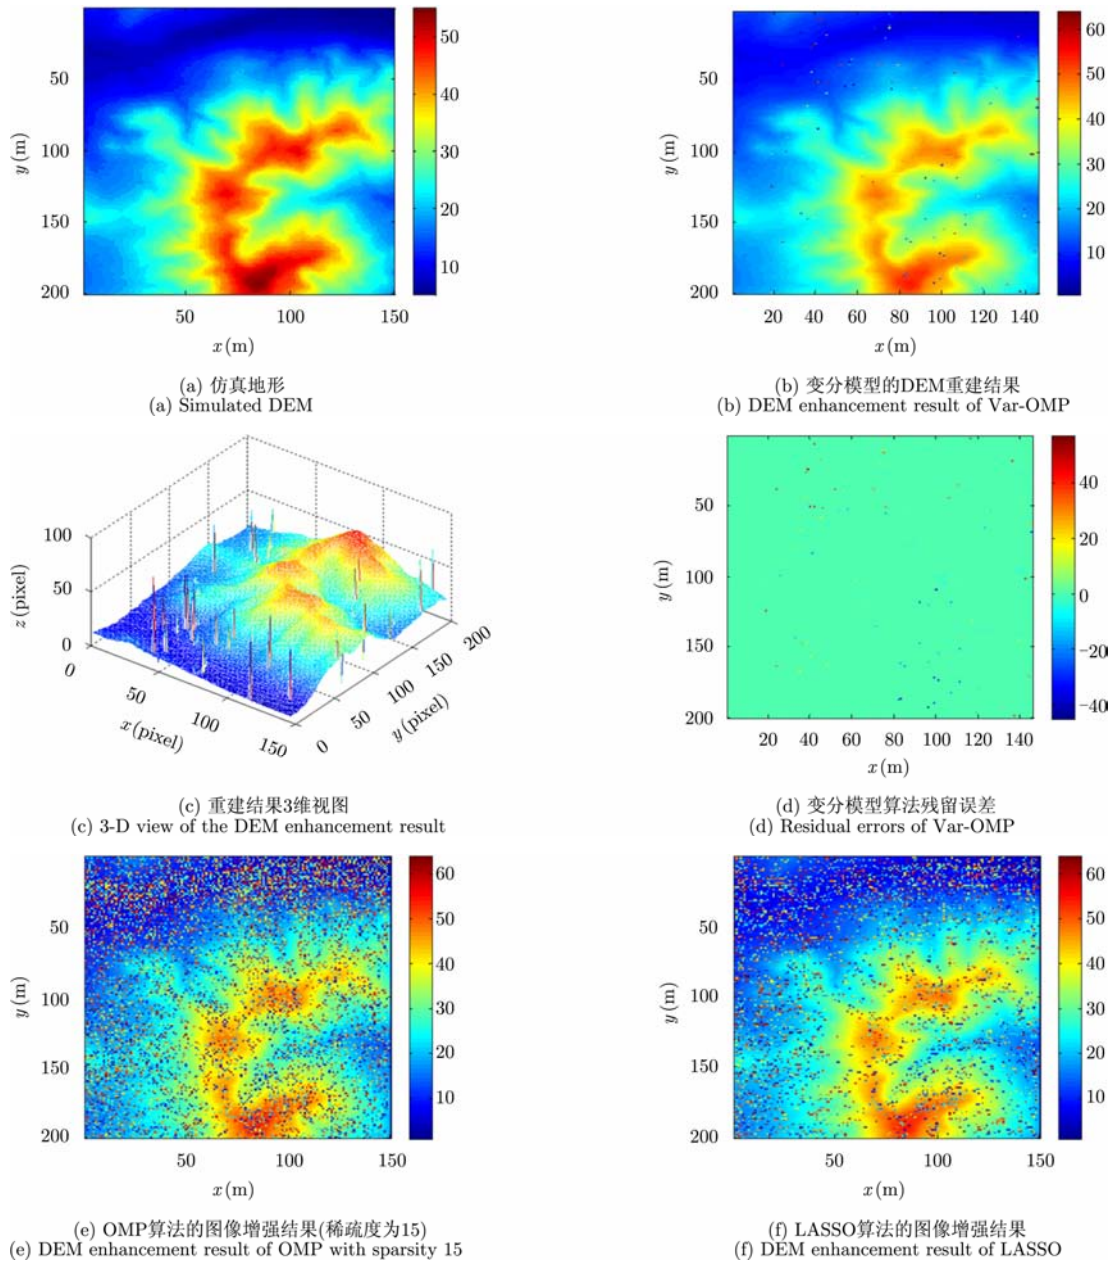 50
100
150
200
50
100
150
50
40
30
20
10
y(m)
x(m)
(a) 仿真地形
(a) Simulated DEM
50
100
150
200
20 40 60 80 100 120 140
60
50
40
30
20
10
y(m)
x(m)
(b) 变分模型的DEM重建结果
(b) DEM enhancement result of Var-OMP
100
50
0
z(pixel)
0
50
100
150
x(pixel)
0
50
100
150
200
y(pixel)
(c) 重建结果3维视图
(c) 3-D view of the DEM enhancement result
50
100
150
200
20 40 60 80 100 120 140
40
20
0
−20
−40
y(m)
x(m)
(d) 变分模型算法残留误差
(d) Residual errors of Var-OMP
50
100
150
200
50
100
150
60
50
40
30
20
10
y(m)
x(m)
(e) OMP算法的图像增强结果(稀疏度为15)
(e) DEM enhancement result of OMP with sparsity 15
50
100
150
200
50
100
150
60
50
40
30
20
10
y(m)
x(m)
(f) LASSO算法的图像增强结果
(f) DEM enhancement result of LASSO